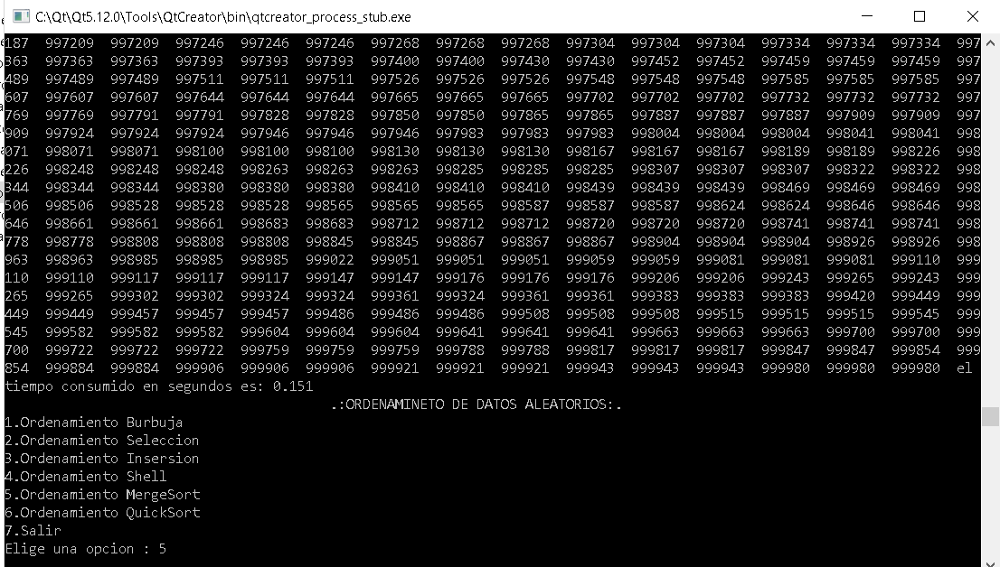 C:\Qt\Qt5.12.0\Tools\QtCreator\bin\qtcreator_process_stub.exe
187 997209 997209 997246 997246 997246 997268 997268 997268 997304 997304 997304 997334 997334 997334 997
363 997363 997363 997393 997393 997393 997400 997400 997430 997430 997452 997452 997459 997459 997459 997
489 997489 997489 997511 997511 997511 997526 997526 997526 997548 997548 997548 997585 997585 997585 997
607 997607 997607 997644 997644 997644 997665 997665 997665 997702 997702 997702 997732 997732 997732 997
769 997769 997791 997791 997828 997828 997850 997850 997865 997865 997887 997887 997887 997909 997909 997
909 997924 997924 997924 997946 997946 997946 997983 997983 997983 998004 998004 998004 998041 998041 998
071 998071 998071 998100 998100 998100 998130 998130 998130 998167 998167 998167 998189 998189 998226 998
226 998248 998248 998248 998263 998263 998263 998285 998285 998285 998307 998307 998307 998322 998322 998
344 998344 998344 998380 998380 998380 998410 998410 998410 998439 998439 998439 998469 998469 998469 998
506 998506 998528 998528 998528 998565 998565 998565 998587 998587 998587 998624 998624 998646 998646 998
646 998661 998661 998661 998683 998683 998712 998712 998712 998720 998720 998720 998741 998741 998741 998
778 998778 998808 998808 998808 998845 998845 998867 998867 998867 998904 998904 998904 998926 998926 998
963 998963 998985 998985 998985 999022 999051 999051 999051 999059 999059 999081 999081 999081 999110 999
110 999110 999117 999117 999117 999147 999147 999176 999176 999176 999206 999206 999243 999265 999243 999
265 999265 999302 999302 999324 999324 999361 999324 999361 999361 999383 999383 999383 999420 999449 999
449 999449 999457 999457 999457 999486 999486 999486 999508 999508 999508 999515 999515 999515 999545 999
545 999582 999582 999582 999604 999604 999604 999641 999641 999641 999663 999663 999663 999700 999700 999
700 999722 999722 999722 999759 999759 999759 999788 999788 999817 999817 999817 999847 999847 999854 999
854 999884 999884 999906 999906 999906 999921 999921 999921 999943 999943 999943 999980 999980 999980 el
tiempo consumido en segundos es: 0.151
.:ORDENAMINETO DE DATOS ALEATORIOS:.
1.Ordenamiento Burbuja
2.Ordenamiento Seleccion
3.Ordenamiento Insersion
4.Ordenamiento Shell
5.Ordenamiento MergeSort
6.Ordenamiento QuickSort
7.Salir
Elige una opcion : 5